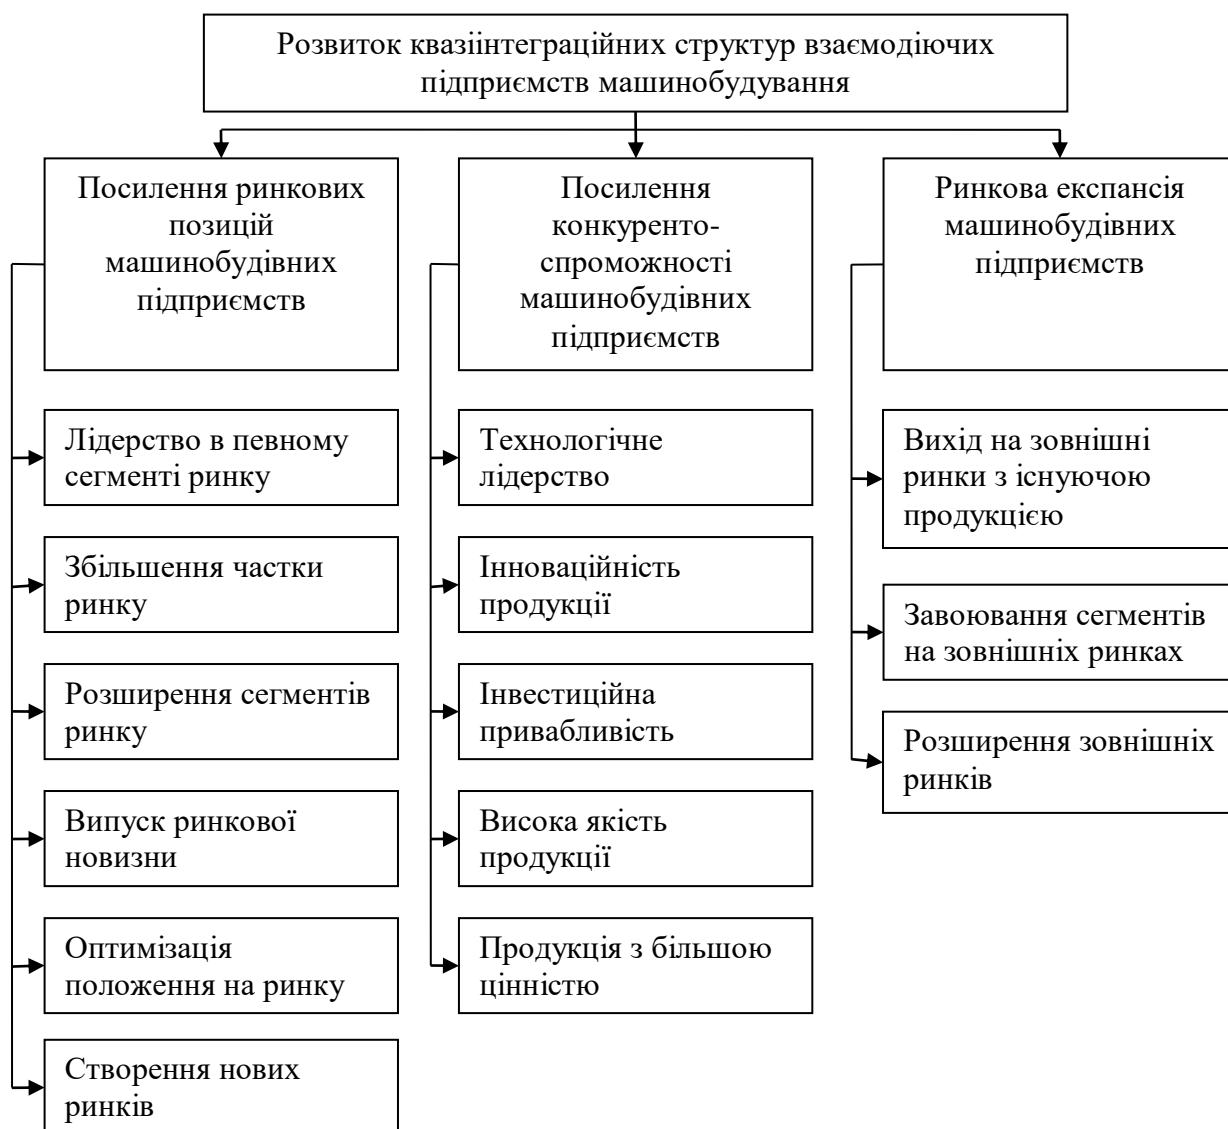 Розвиток квазіінтеграційних структур взаємодіючих
підприємств машинобудування
Посилення ринкових
позицій
машинобудівних
підприємств
Посилення
конкуренто-
спроможності
машинобудівних
підприємств
Ринкова експансія
машинобудівних
підприємств
Лідерство в певному
сегменті ринку
Збільшення частки
ринку
Розширення сегментів
ринку
Випуск ринкової
новизни
Оптимізація
положення на ринку
Створення нових
ринків
Технологічне
лідерство
Інноваційність
продукції
Інвестиційна
привабливість
Висока якість
продукції
Продукція з більшою
цінністю
Вихід на зовнішні
ринки з існуючою
продукцією
Завоювання сегментів
на зовнішніх ринках
Розширення зовнішніх
ринків